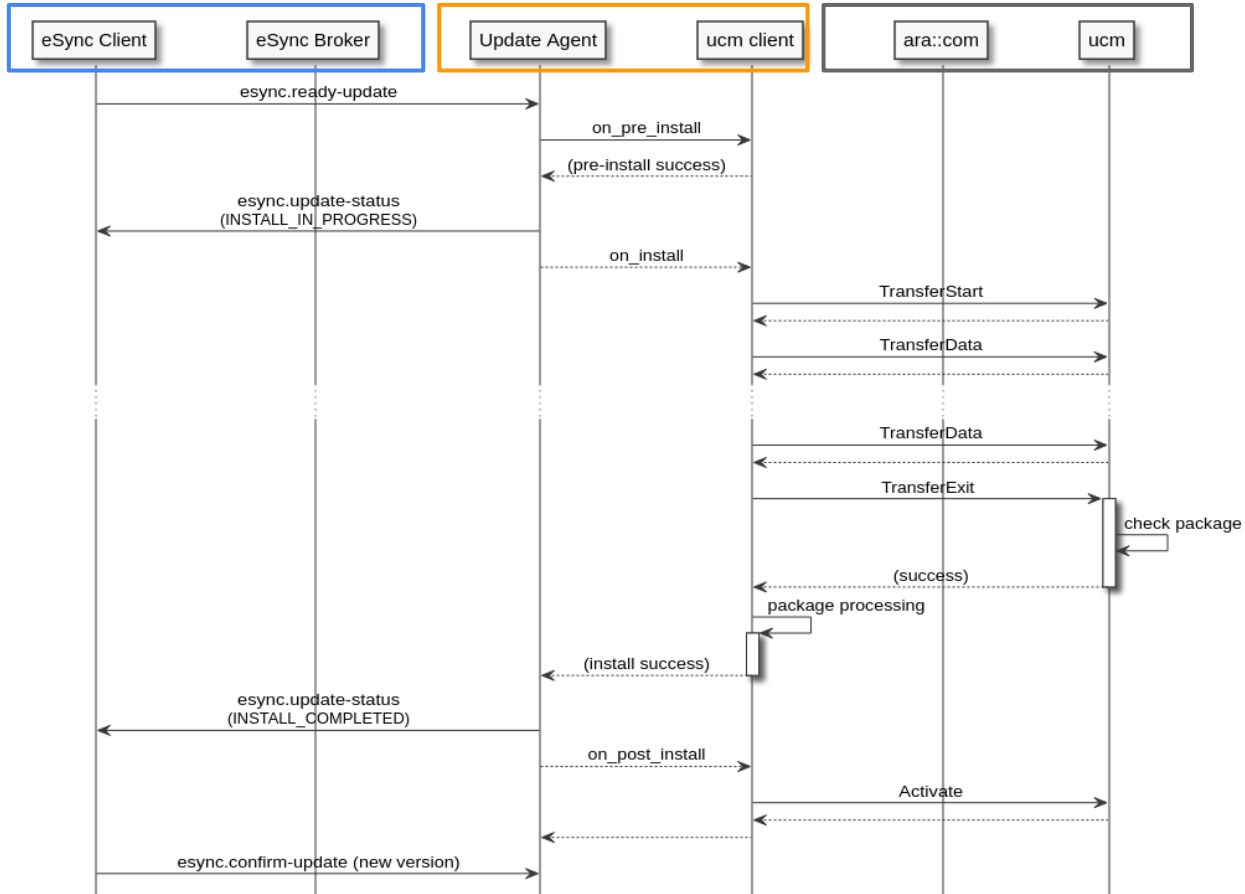 eSync Client
eSync Broker
Update Agent
ucm client
ara::com
ucm
esync.ready-update
on_pre_install
(pre-install success)
esync.update-status
(INSTALL_IN_PROGRESS)
on_install
TransferStart
TransferData
TransferData
TransferExit
check package
(success)
package processing
(install success)
esync.update-status
(INSTALL_COMPLETED)
on_post_install
Activate
esync.confirm-update (new version)